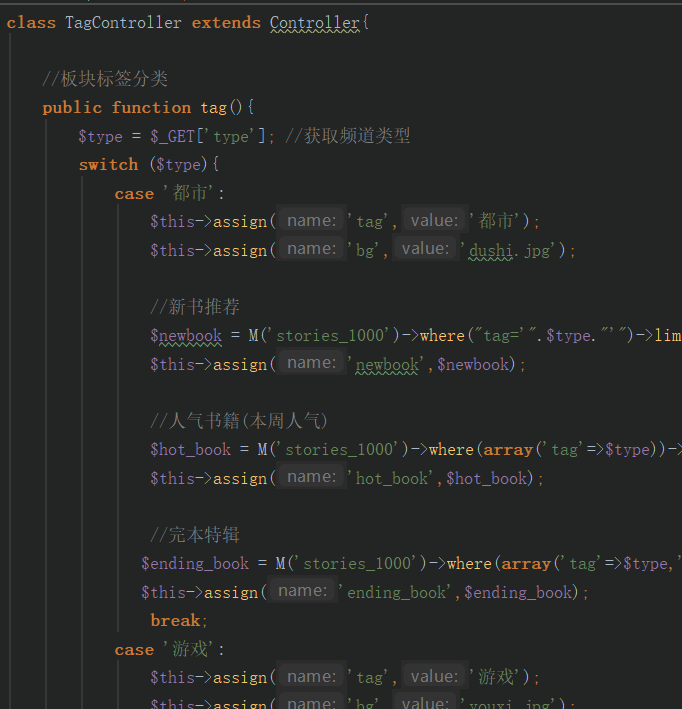 class TagController extends Controller{
//板块标签分类
public function tag(){
$type = $_GET['type']; //获取频道类型
switch ($type){
case '都市':
$this->assign( name: 'tag', value: '都市');
$this->assign( name: 'bg', value: 'dushi.jpg');
//新书推荐
$newbook = M('stories_1000')->where("tag='".$type."'")->lim
$this->assign( name: 'newbook',$newbook);
//人气书籍(本周人气)
$hot_book = M('stories_1000')->where(array('tag'=>$type))->
$this->assign( name: 'hot_book',$hot_book);
//完本特辑
$ending_book = M('stories_1000')->where(array('tag'=>$type,'
$this->assign( name: 'ending_book',$ending_book);
break;
case '游戏':
$this->assign( name: 'tag', value: '游戏');
$this->assign( name: 'bg', value: 'youxi.jpg');